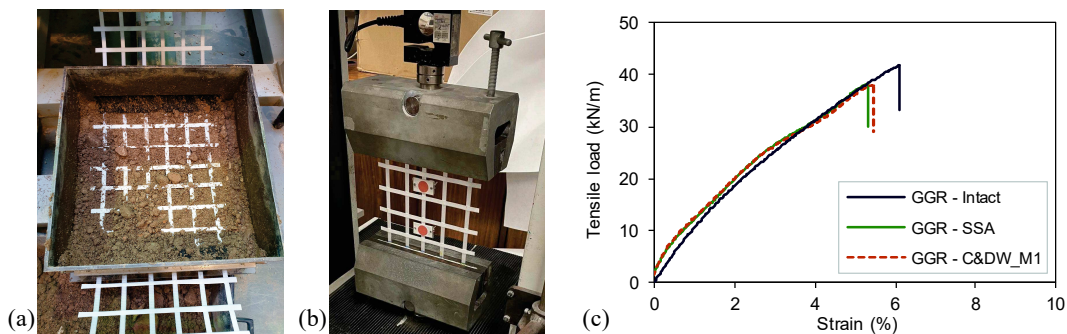 (a)
(b)
(c)
Tensile load (kN/m)
50
40
30
20
10
0
GGR - Intact
GGR - SSA
GGR - C&DW_M1
0
2
4
6
8
10
Strain (%)